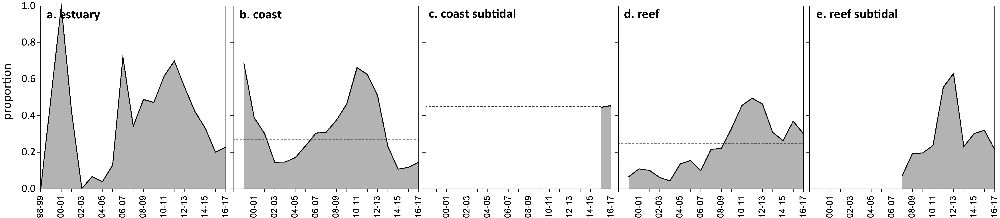 a. estuary
b. coast
c. coast subtidal
d. reef
e. reef subtidal
proportion
1.0
0.8
0.6
0.4
0.2
0.0
98-99 00-01 02-03 04-05 06-07 08-09 10-11 12-13 14-15 16-17
00-01 02-03 04-05 06-07 08-09 10-11 12-13 14-15 16-17
00-01 02-03 04-05 06-07 08-09 10-11 12-13 14-15 16-17
00-01 02-03 04-05 06-07 08-09 10-11 12-13 14-15 16-17
00-01 02-03 04-05 06-07 08-09 10-11 12-13 14-15 16-17